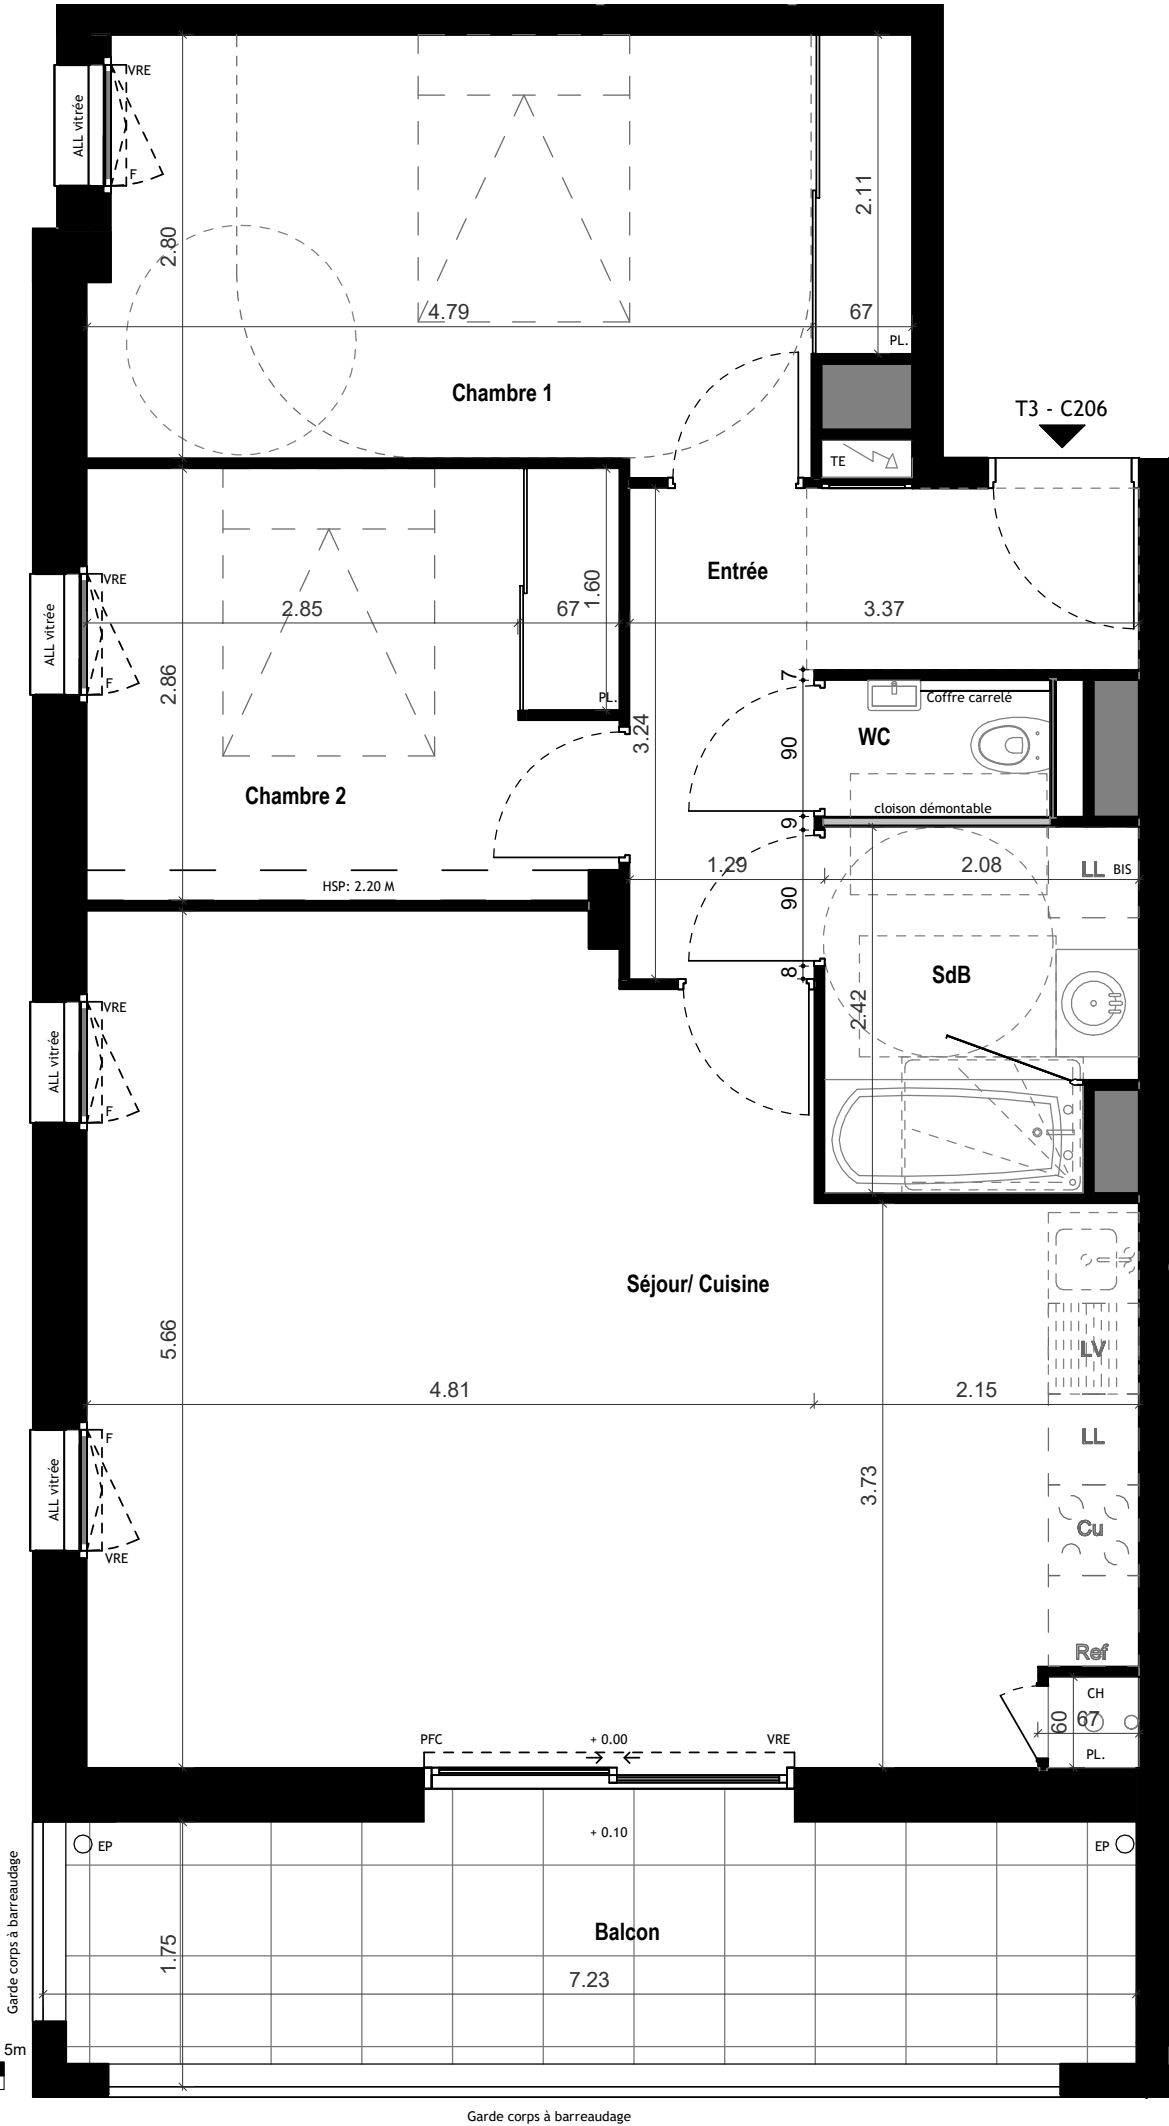 VRE
ALL vitrée
F
2.80
2.11
4.79
67
PL.
Chambre 1
T3 - C206
TE
Entrée
VRE
ALL vitrée
F
2.85
67
1.60
3.37
2.86
PL.
7
Coffre carrelé
WC
3.24
90
Chambre 2
cloison démontable
9
HSP: 2.20 M
1.29
2.08
LL BIS
90
SdB
8
2.42
VRE
ALL vitrée
F
Séjour/ Cuisine
5.66
LV
4.81
2.15
F
LL
ALL vitrée
3.73
Cu
VRE
Ref
CH
60
67
PL.
PFC
+ 0.00
VRE
+ 0.10
EP
EP
Garde corps à barreaudage
Balcon
1.75
7.23
5m
Garde corps à barreaudage